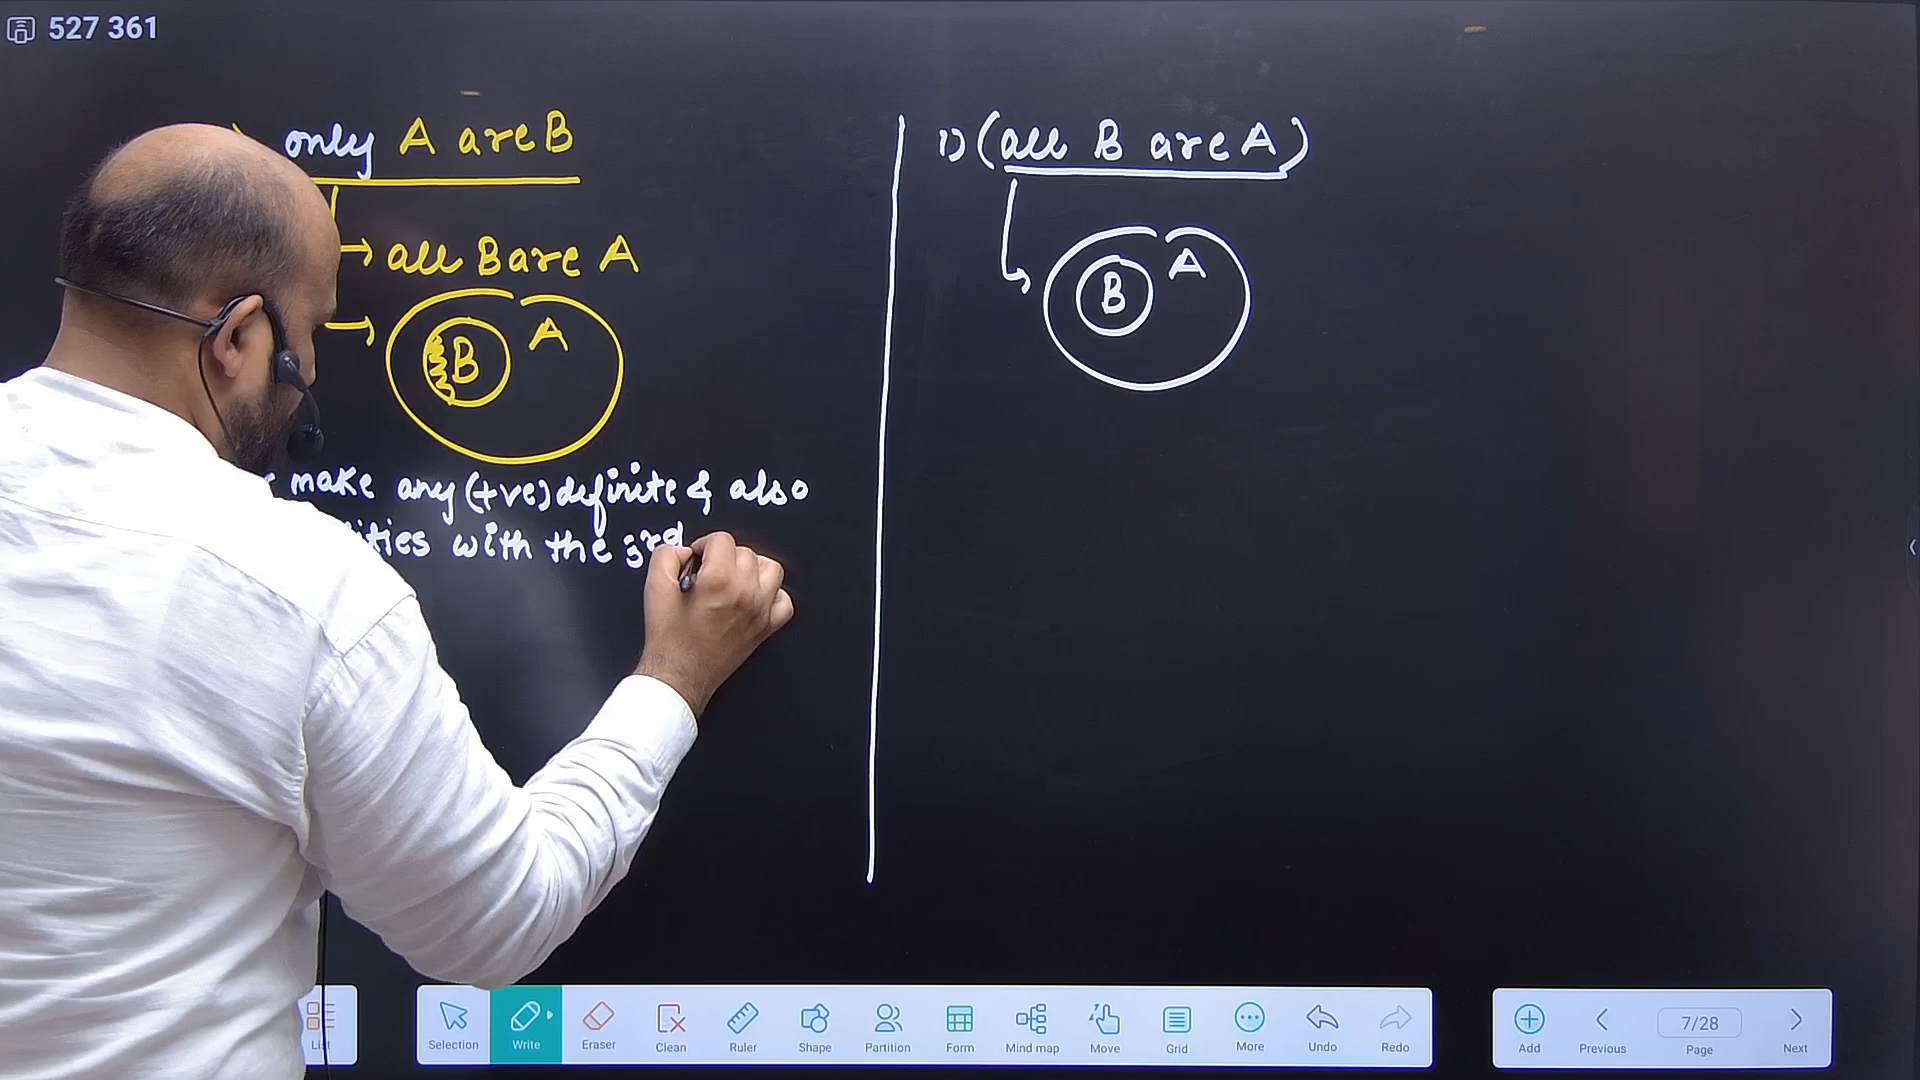 527 361
only A are B
→ all B are A
→ B A
make any (+ve) definite & also
with the 3rd
1) (all B are A)
B A
Selection Write Eraser Clean Ruler Shape Partition Form Mind map Move Grid More Undo Redo
Add Previous 7/28 Page Next